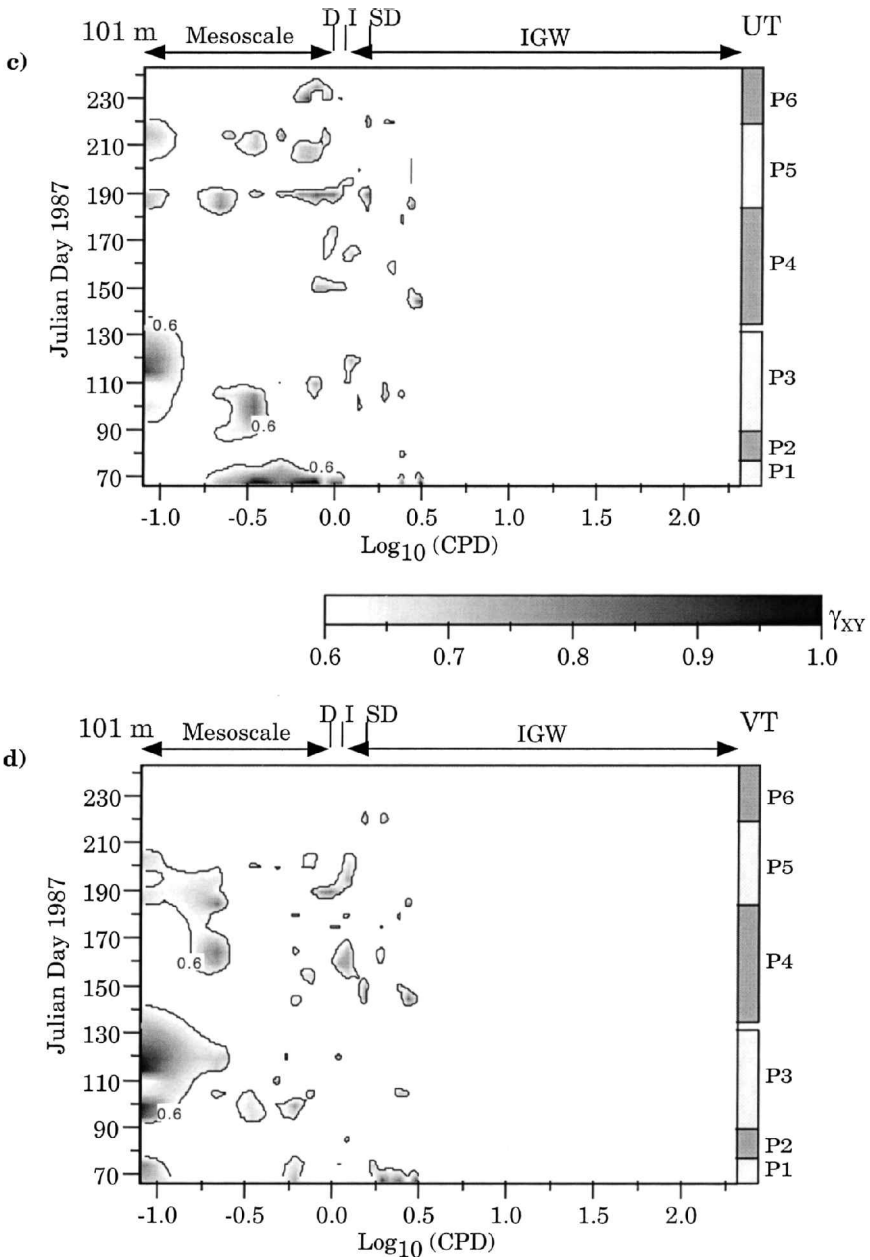 D I SD
101 m Mesoscale IGW UT
c)
230
210
190
170
150
130
110
90
70
Julian Day 1987
0.6
0.6
0.6
P6
P5
P4
P3
P2
P1
-1.0 -0.5 0.0 0.5 1.0 1.5 2.0
Log10 (CPD)
γXY
0.6 0.7 0.8 0.9 1.0
D I SD
101 m Mesoscale IGW VT
d)
230
210
190
170
150
130
110
90
70
Julian Day 1987
0.6
0.6
P6
P5
P4
P3
P2
P1
-1.0 -0.5 0.0 0.5 1.0 1.5 2.0
Log10 (CPD)